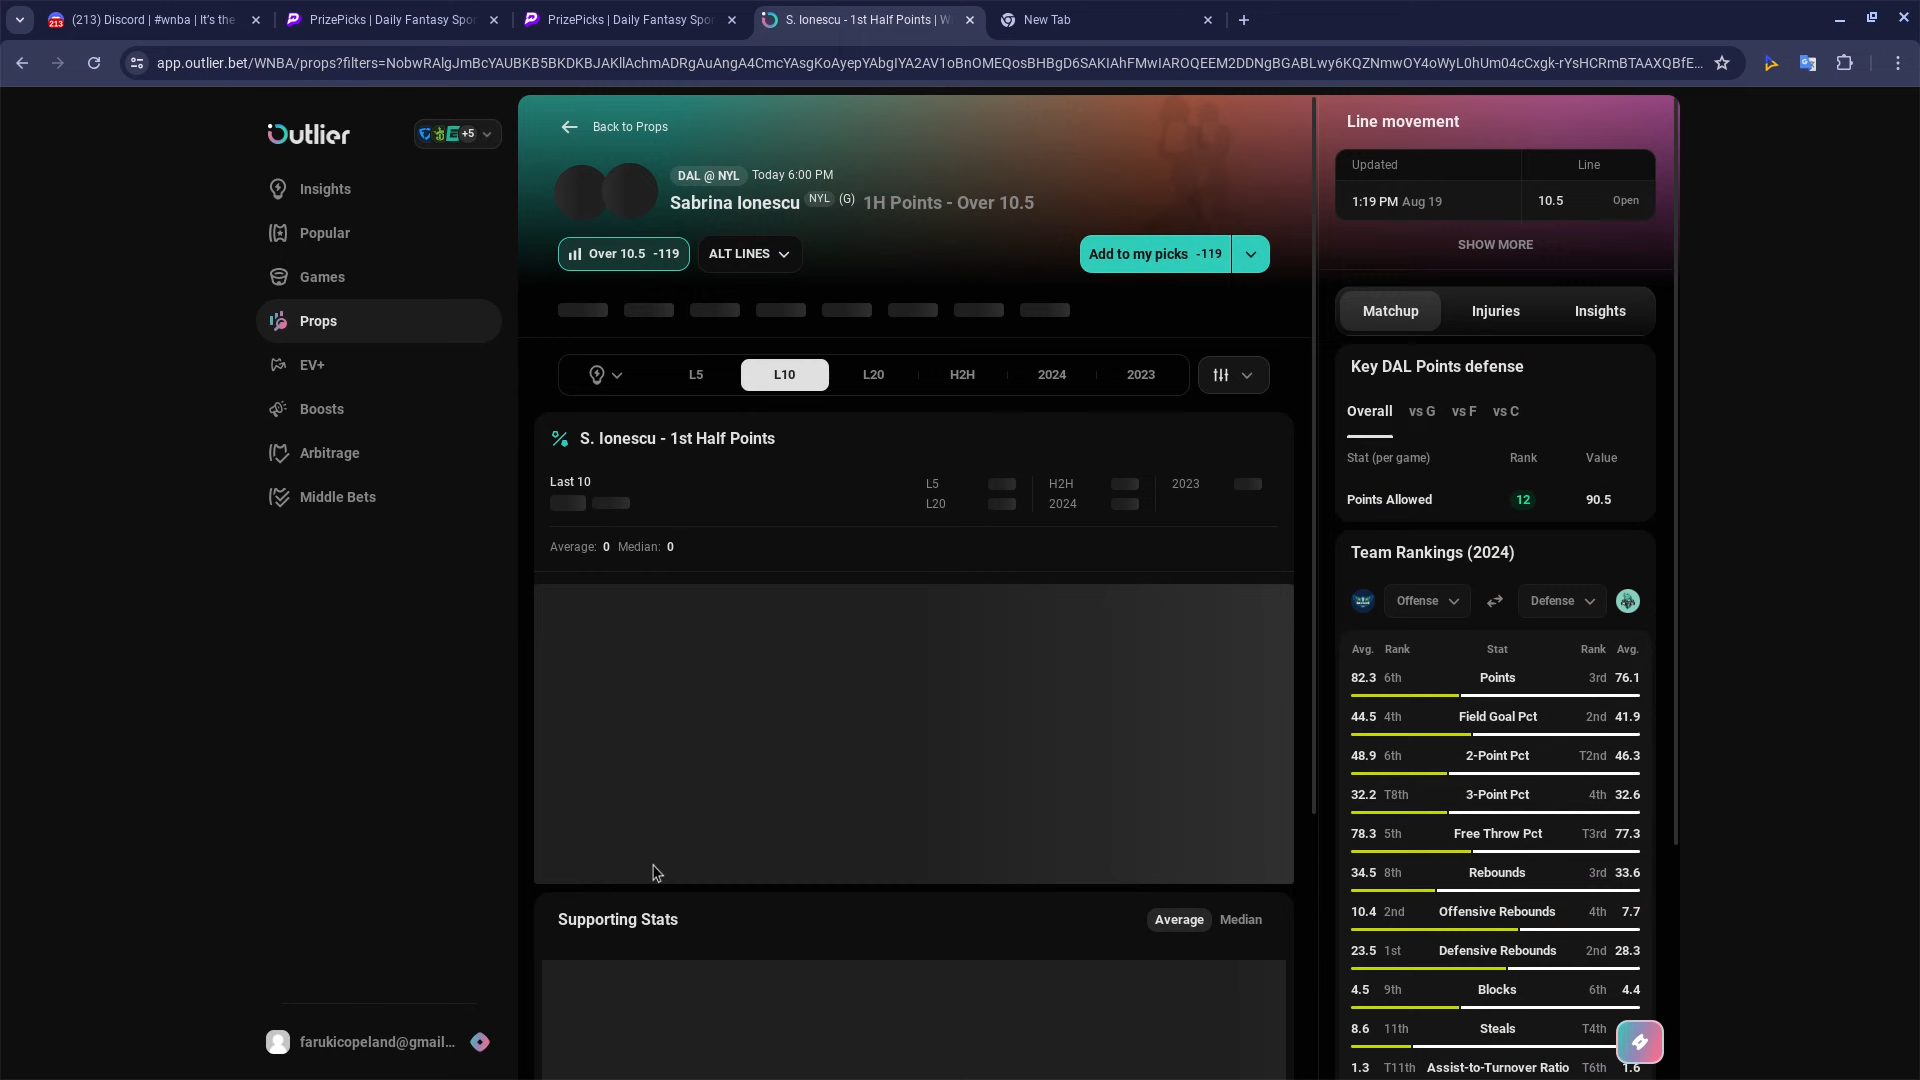 (213) Discord | #wnba | It's the
PrizePicks | Daily Fantasy Spor
PrizePicks | Daily Fantasy Spor
S. Ionescu - 1st Half Points | W
New Tab
Outlier
+5
Insights
Popular
Games
Props
EV+
Boosts
Arbitrage
Middle Bets
farukicopeland@gmail...
Back to Props
DAL @ NYL Today 6:00 PM
Sabrina Ionescu NYL (G) 1H Points - Over 10.5
Over 10.5 -119
ALT LINES
Add to my picks -119
L5 L10 L20 H2H 2024 2023
S. Ionescu - 1st Half Points
Last 10
L5 H2H 2023
L20 2024
Average: 0 Median: 0
Supporting Stats
Average Median
Line movement
Updated Line
1:19 PM Aug 19 10.5 Open
SHOW MORE
Matchup Injuries Insights
Key DAL Points defense
Overall vs G vs F vs C
Stat (per game) Rank Value
Points Allowed 12 90.5
Team Rankings (2024)
Offense Defense
Avg. Rank Stat Rank Avg.
82.3 6th Points 3rd 76.1
44.5 4th Field Goal Pct 2nd 41.9
48.9 6th 2-Point Pct T2nd 46.3
32.2 T8th 3-Point Pct 4th 32.6
78.3 5th Free Throw Pct T3rd 77.3
34.5 8th Rebounds 3rd 33.6
10.4 2nd Offensive Rebounds 4th 7.7
23.5 1st Defensive Rebounds 2nd 28.3
4.5 9th Blocks 6th 4.4
8.6 11th Steals T4th
1.3 T11th Assist-to-Turnover Ratio T6th 1.6